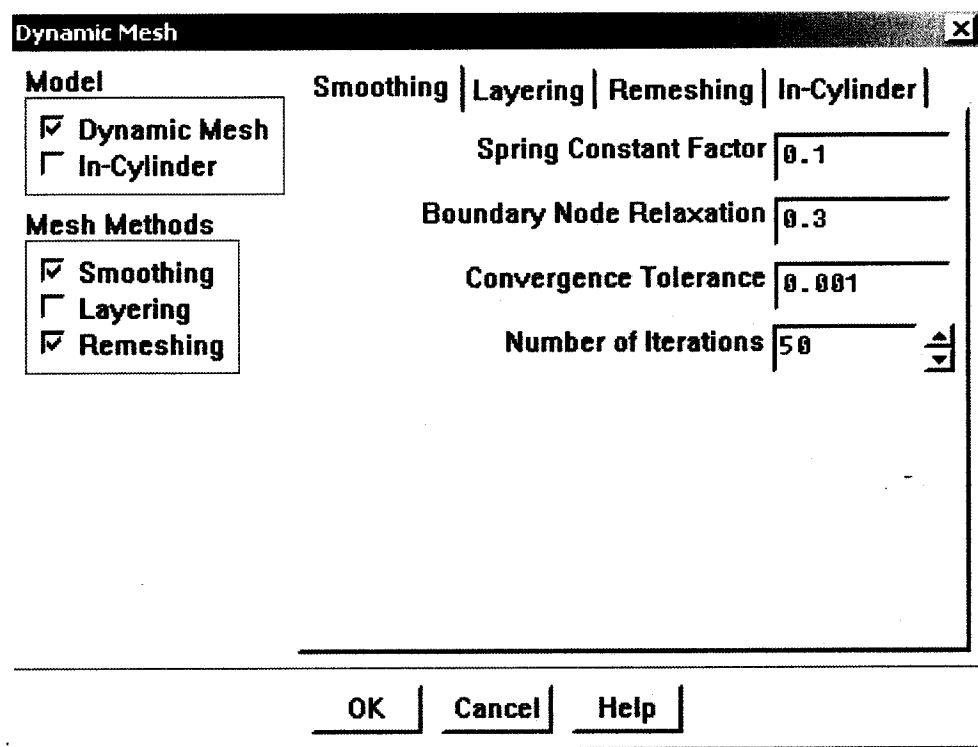 Dynamic Mesh
Model
Dynamic Mesh
In-Cylinder
Mesh Methods
Smoothing
Layering
Remeshing
Smoothing Layering Remeshing In-Cylinder
Spring Constant Factor 0.1
Boundary Node Relaxation 0.3
Convergence Tolerance 0.001
Number of Iterations 50
OK Cancel Help